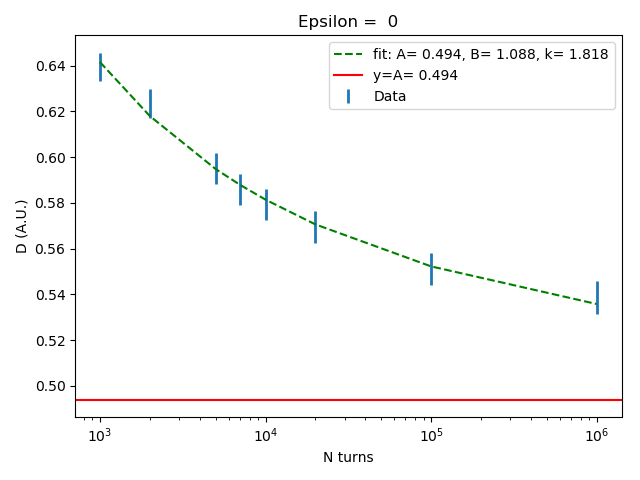 Epsilon =  0
fit: A= 0.494, B= 1.088, k= 1.818
y=A= 0.494
Data
D (A.U.)
0.64
0.62
0.60
0.58
0.56
0.54
0.52
0.50
10³ 10⁴ 10⁵ 10⁶
N turns